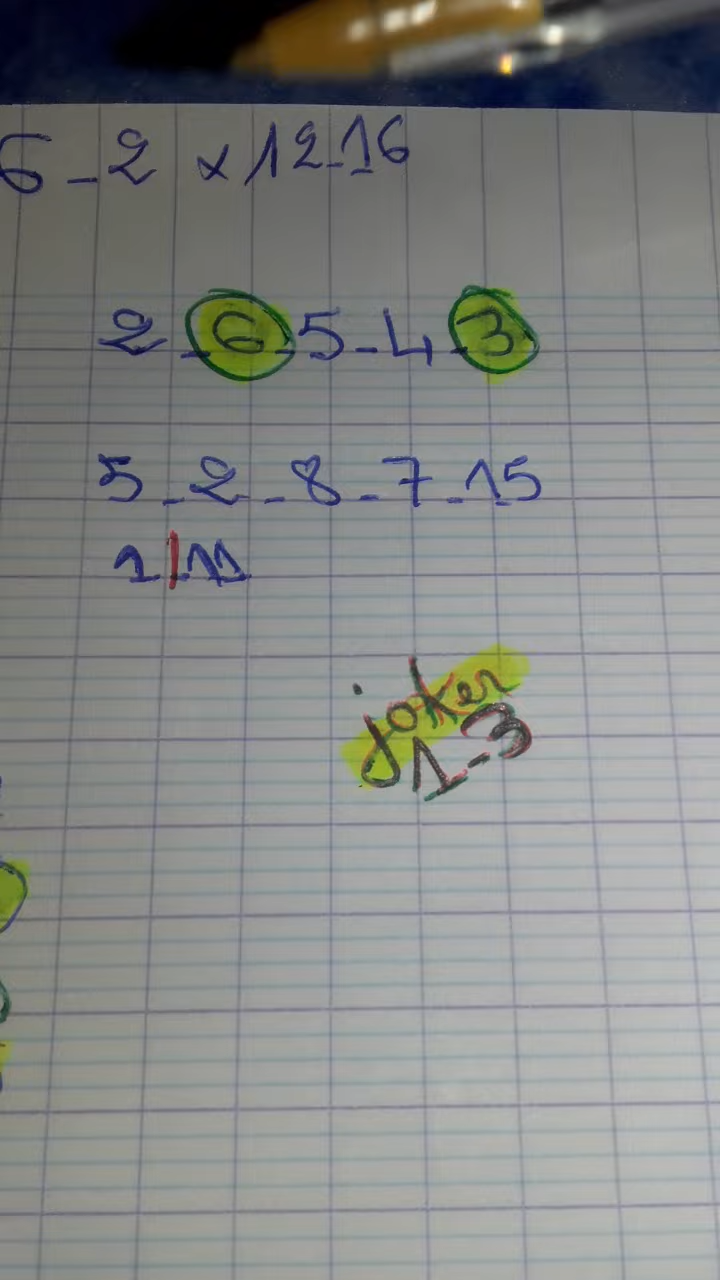 6 - 2 x 12-16
2 - 6 - 5 - 4 - 3
5 - 2 - 8 - 7 - 15
1 | 11
joker
1-3